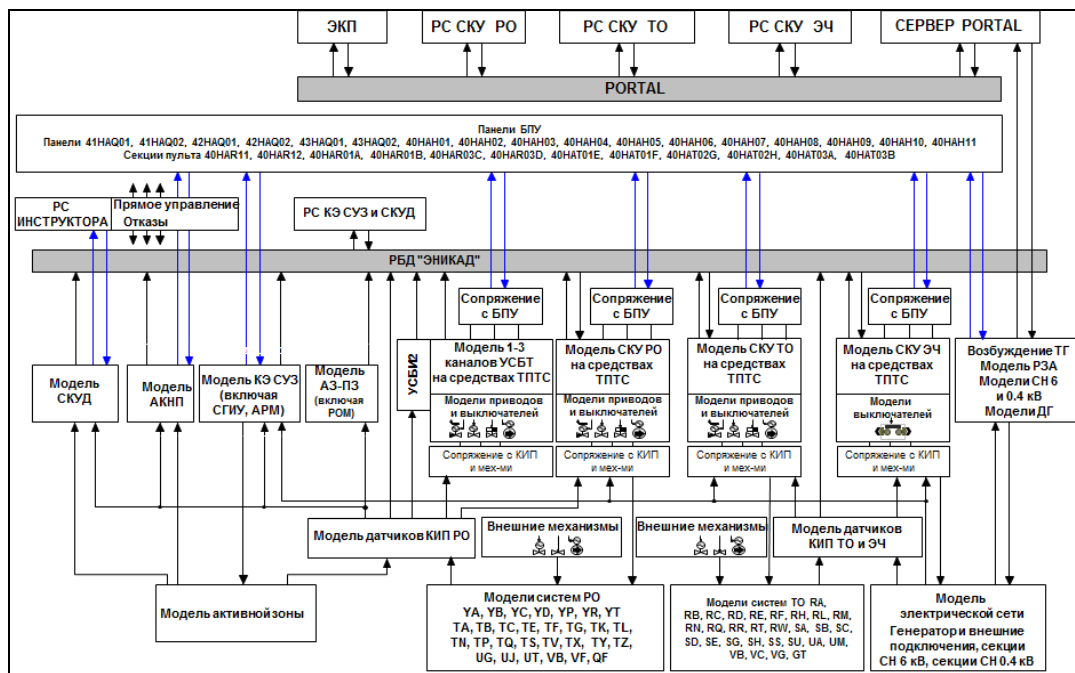 ЭКП
РС СКУ РО
РС СКУ ТО
РС СКУ ЭЧ
СЕРВЕР PORTAL
PORTAL
Панели БПУ
Панели 41HAQ01, 41HAQ02, 42HAQ01, 42HAQ02, 43HAQ01, 43HAQ02, 40HAH01, 40HAH02, 40HAH03, 40HAH04, 40HAH05, 40HAH06, 40HAH07, 40HAH08, 40HAH09, 40HAH10, 40HAH11
Секции пульта 40HAR11, 40HAR12, 40HAR01A, 40HAR01B, 40HAR03C, 40HAR03D, 40HAT01E, 40HAT01F, 40HAT02G, 40HAT02H, 40HAT03A, 40HAT03B
РС
ИНСТРУКТОРА
Прямое управление
Отказы
РС КЭ СУЗ и СКУД
РБД "ЭНИКАД"
Сопряжение
с БПУ
Сопряжение
с БПУ
Сопряжение
с БПУ
Сопряжение
с БПУ
Модель
СКУД
Модель
АКНП
Модель КЭ СУЗ
(включая
СГИУ, АРМ)
Модель
АЗ-ПЗ
(включая
РОМ)
УСБИ2
Модель 1-3
каналов УСБТ
на средствах
ТПТС
Модели приводов
и выключателей
Сопряжение с КИП
и мех-ми
Модель СКУ РО
на средствах
ТПТС
Модели приводов
и выключателей
Сопряжение с КИП
и мех-ми
Модель СКУ ТО
на средствах
ТПТС
Модели приводов
и выключателей
Сопряжение с КИП
и мех-ми
Модель СКУ ЭЧ
на средствах
ТПТС
Модели
выключателей
Сопряжение с КИП
и мех-ми
Возбуждение ТГ
Модель РЗА
Модели СН 6
и 0.4 кВ
Модели ДГ
Модель датчиков КИП РО
Внешние механизмы
Внешние механизмы
Модель датчиков
КИП ТО и ЭЧ
Модель активной зоны
Модели систем РО
YA, YB, YC, YD, YP, YR, YT
TA, TB, TC, TE, TF, TG, TK, TL,
TN, TP, TQ, TS, TV, TX, TY, TZ,
UG, UJ, UT, VB, VF, QF
Модели систем ТО RA,
RB, RC, RD, RE, RF, RH, RL, RM,
RN, RQ, RR, RT, RW, SA, SB, SC,
SD, SE, SG, SH, SS, SU, UA, UM,
VB, VC, VG, GT
Модель
электрической сети
Генератор и внешние
подключения, секции
СН 6 кВ, секции СН 0.4 кВ